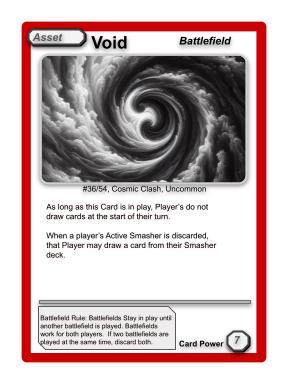 Asset
Void
Battlefield
#36/54, Cosmic Clash, Uncommon
As long as this Card is in play, Player's do not
draw cards at the start of their turn.
When a player's Active Smasher is discarded,
that Player may draw a card from their Smasher
deck.
Battlefield Rule: Battlefields Stay in play until
another battlefield is played. Battlefields
work for both players. If two battlefields are
played at the same time, discard both.
Card Power
7